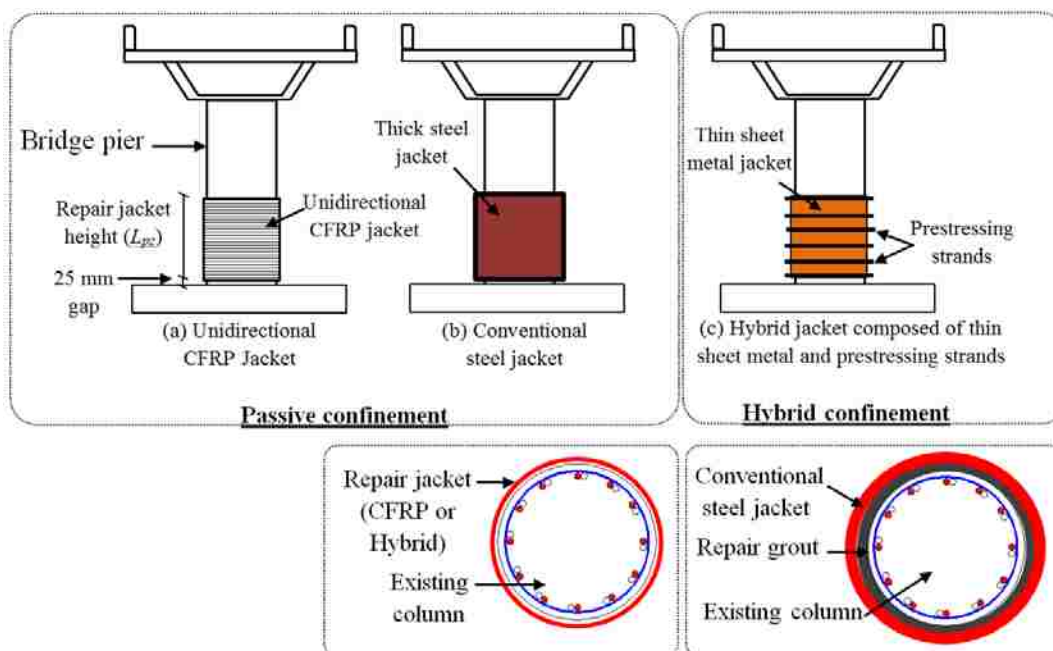 Bridge pier
Repair jacket
height (Lpc)
25 mm
gap
Unidirectional
CFRP jacket
(a) Unidirectional
CFRP Jacket
Thick steel
jacket
(b) Conventional
steel jacket
Passive confinement
Thin sheet
metal jacket
Prestressing
strands
(c) Hybrid jacket composed of thin
sheet metal and prestressing strands
Hybrid confinement
Repair jacket
(CFRP or
Hybrid)
Existing
column
Conventional
steel jacket
Repair grout
Existing column